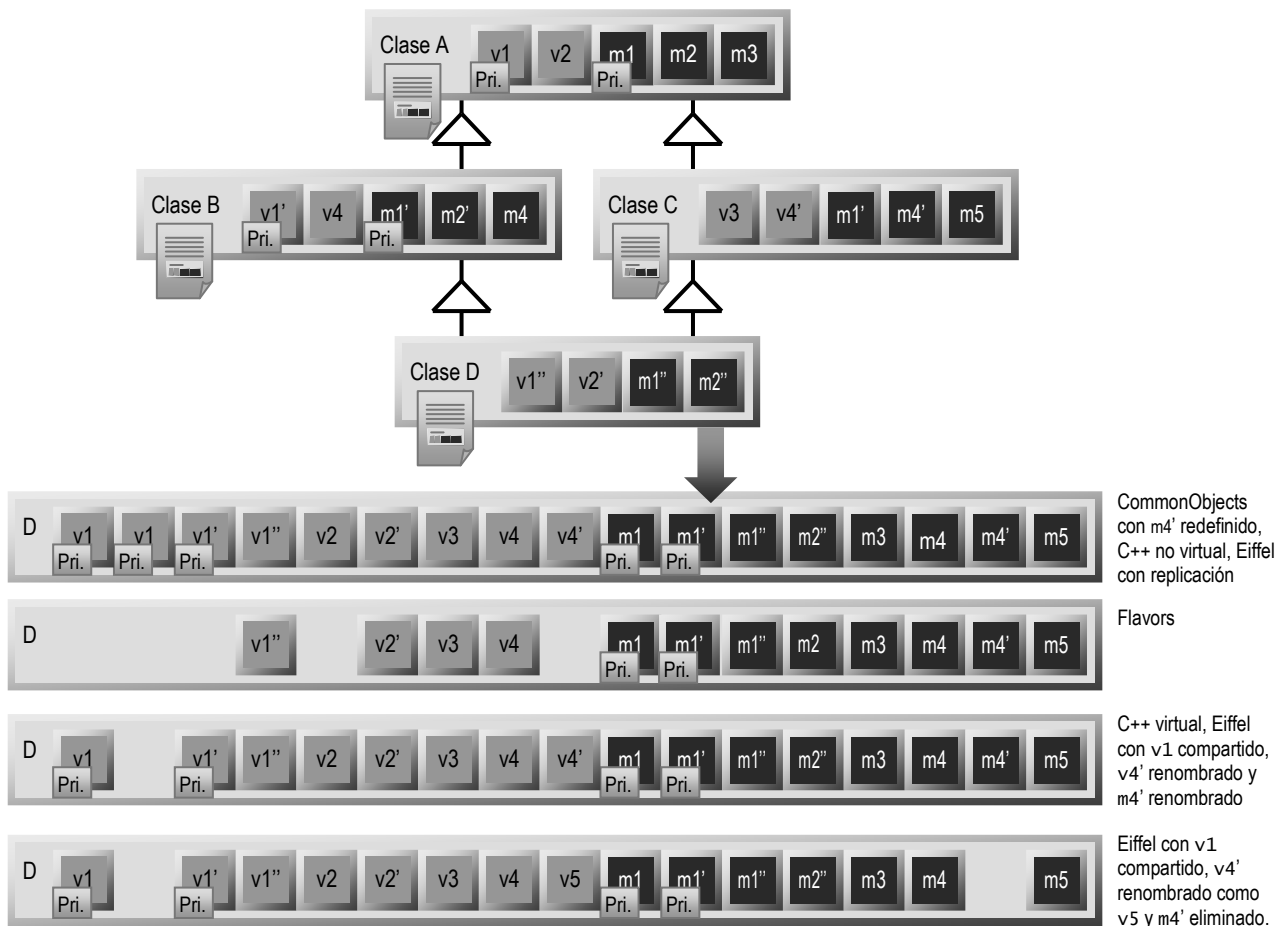 Clase A v1 v2 m1 m2 m3
Pri. Pri.
Clase B v1’ v4 m1’ m2’ m4
Pri. Pri.
Clase C v3 v4’ m1’ m4’ m5
Clase D v1’’ v2’ m1’’ m2’’
D v1 v1 v1’ v1’’ v2 v2’ v3 v4 v4’ m1 m1’ m1’’ m2’’ m3 m4 m4’ m5
Pri. Pri. Pri. Pri. Pri.
CommonObjects
con m4’ redefinido,
C++ no virtual, Eiffel
con replicación
D v1’’ v2’ v3 v4 m1 m1’ m1’’ m2 m3 m4 m4’ m5
Pri. Pri.
Flavors
D v1 v1’ v1’’ v2 v2’ v3 v4 v4’ m1 m1’ m1’’ m2’’ m3 m4 m4’ m5
Pri. Pri. Pri. Pri.
C++ virtual, Eiffel
con v1 compartido,
v4’ renombrado y
m4’ renombrado
D v1 v1’ v1’’ v2 v2’ v3 v4 v5 m1 m1’ m1’’ m2’’ m3 m4 m5
Pri. Pri. Pri. Pri.
Eiffel con v1
compartido, v4’
renombrado como
v5 y m4’ eliminado.